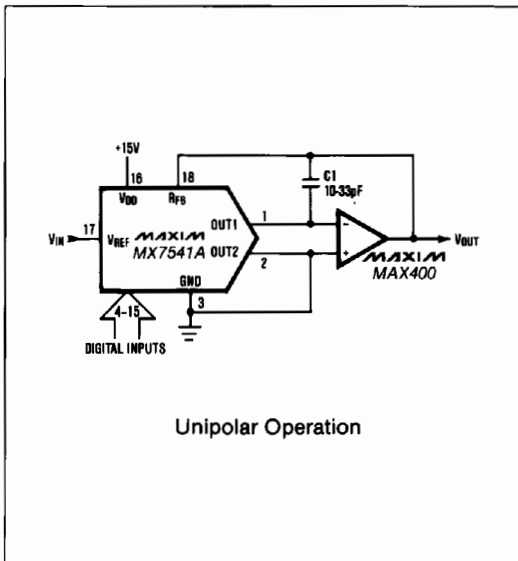 +15V
16
18
VDD
RFB
C1
10-33pF
OUT1
1
VIN
17
VREF
MAXIM
MX7541A
OUT2
2
-
+
VOUT
MAXIM
MAX400
GND
3
4-15
DIGITAL INPUTS
Unipolar Operation